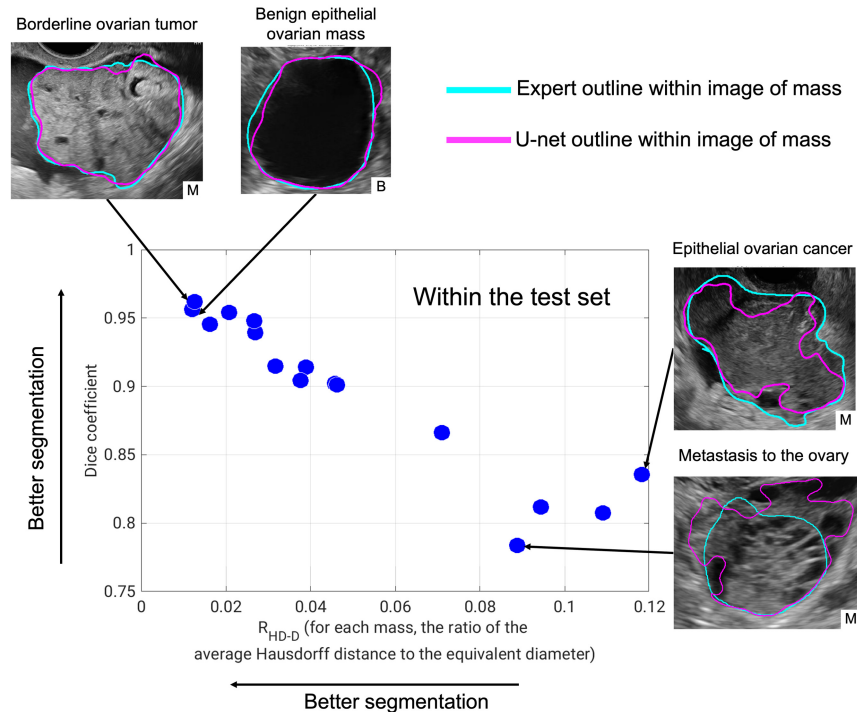 Borderline ovarian tumor
M
Benign epithelial
ovarian mass
B
Expert outline within image of mass
U-net outline within image of mass
Epithelial ovarian cancer
M
Metastasis to the ovary
M
Within the test set
Better segmentation
Dice coefficient
1
0.95
0.9
0.85
0.8
0.75
0
0.02
0.04
0.06
0.08
0.1
0.12
R_HD-D (for each mass, the ratio of the
average Hausdorff distance to the equivalent diameter)
Better segmentation